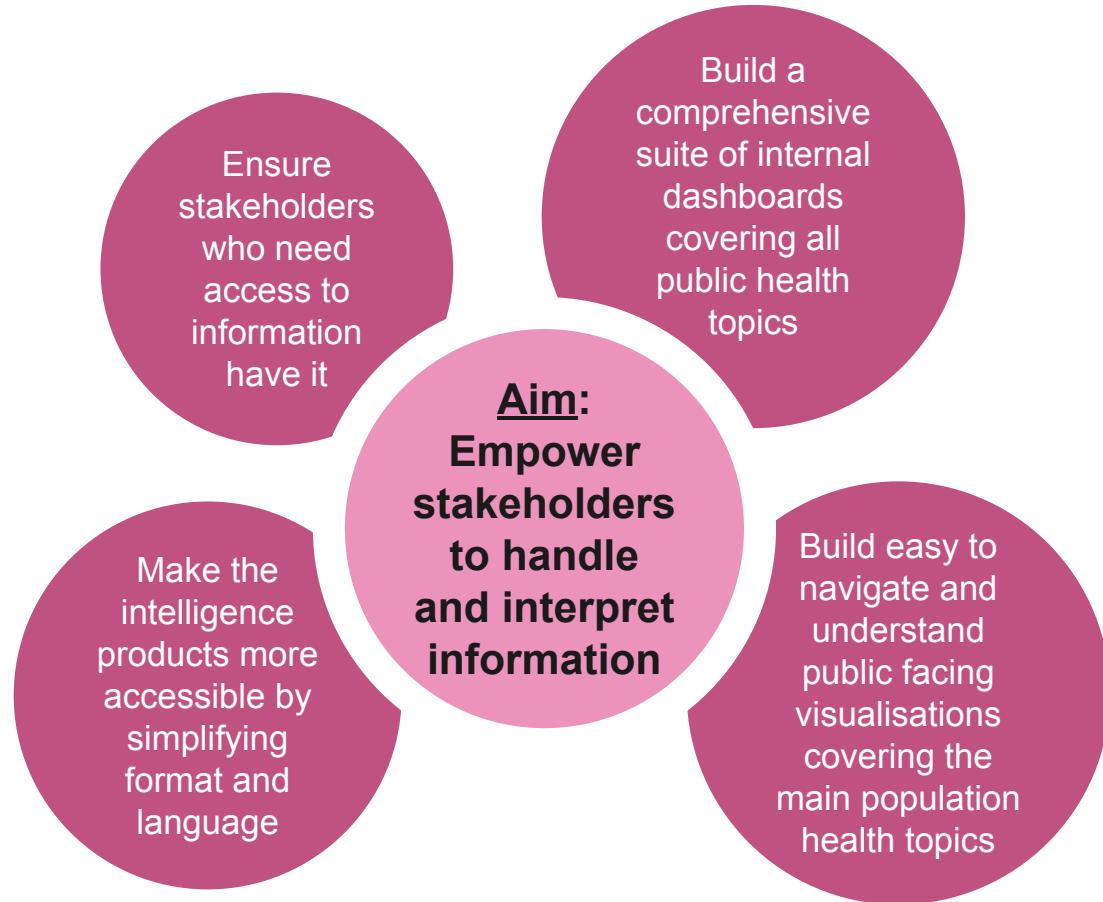 Build a
comprehensive
suite of internal
dashboards
covering all
public health
topics
Ensure
stakeholders
who need
access to
information
have it
Aim:
Empower
stakeholders
to handle
and interpret
information
Make the
intelligence
products more
accessible by
simplifying
format and
language
Build easy to
navigate and
understand
public facing
visualisations
covering the
main population
health topics